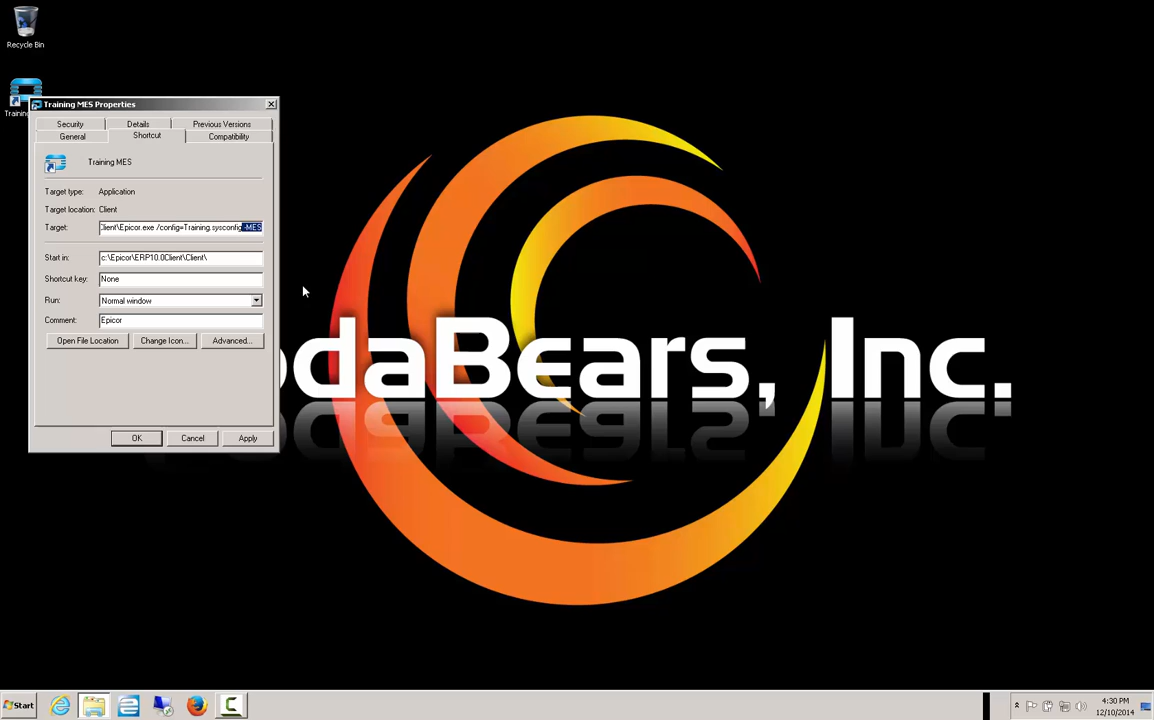 Recycle Bin
Training
Training MES Properties
Security
Details
Previous Versions
General
Shortcut
Compatibility
Training MES
Target type: Application
Target location: Client
Target: Client\Epicor.exe /config=Training.sysconfig -MES
Start in: c:\Epicor\ERP10.0Client\Client\
Shortcut key: None
Run: Normal window
Comment: Epicor
Open File Location
Change Icon...
Advanced...
OK
Cancel
Apply
odaBears, Inc.
Start
4:30 PM
12/10/2014